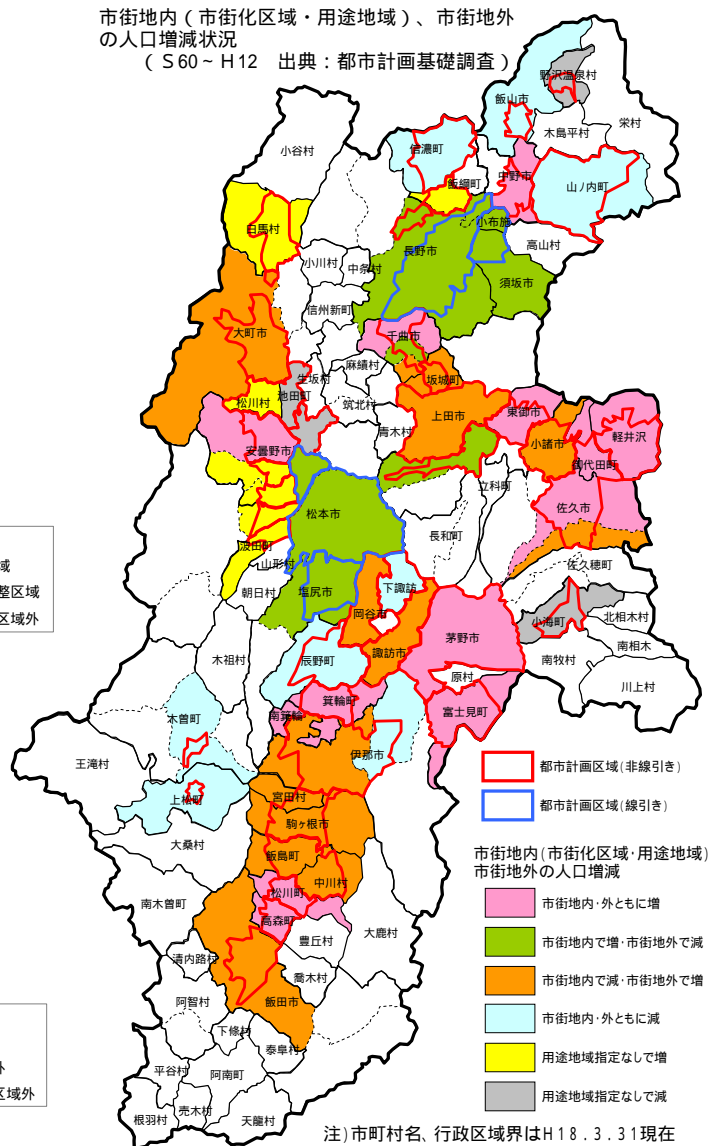 市街地内（市街化区域・用途地域）、市街地外
の人口増減状況
（Ｓ60～Ｈ12　出典：都市計画基礎調査）
野沢温泉村
飯山市
栄村
木島平村
小谷村
信濃町
飯綱町
中野市
山ノ内町
白馬村
小布施
長野市
高山村
小川村
中条村
須坂市
信州新町
千曲市
大町市
麻績村
生坂村
坂城町
池田町
松川村
筑北村
上田市
東御市
軽井沢
青木村
小諸市
御代田町
安曇野市
立科町
佐久市
松本市
長和町
波田町
山形村
佐久穂町
朝日村
塩尻市
下諏訪
岡谷市
小海町
北相木村
茅野市
南相木
木祖村
辰野町
諏訪市
原村
南牧村
川上村
箕輪町
木曽町
南箕輪
富士見町
王滝村
伊那市
都市計画区域(非線引き)
上松町
宮田村
都市計画区域(線引き)
駒ヶ根市
大桑村
飯島町
市街地内(市街化区域・用途地域)
市街地外の人口増減
中川村
松川町
市街地内・外ともに増
南木曽町
高森町
大鹿村
豊丘村
市街地内で増・市街地外で減
清内路村
喬木村
市街地内で減・市街地外で増
阿智村
飯田市
市街地内・外ともに減
下條村
泰阜村
用途地域指定なしで増
平谷村
阿南町
用途地域指定なしで減
根羽村
売木村
天龍村
注)市町村名、行政区域界はＨ18．3．31現在
域
整区域
区域外
外
区域外